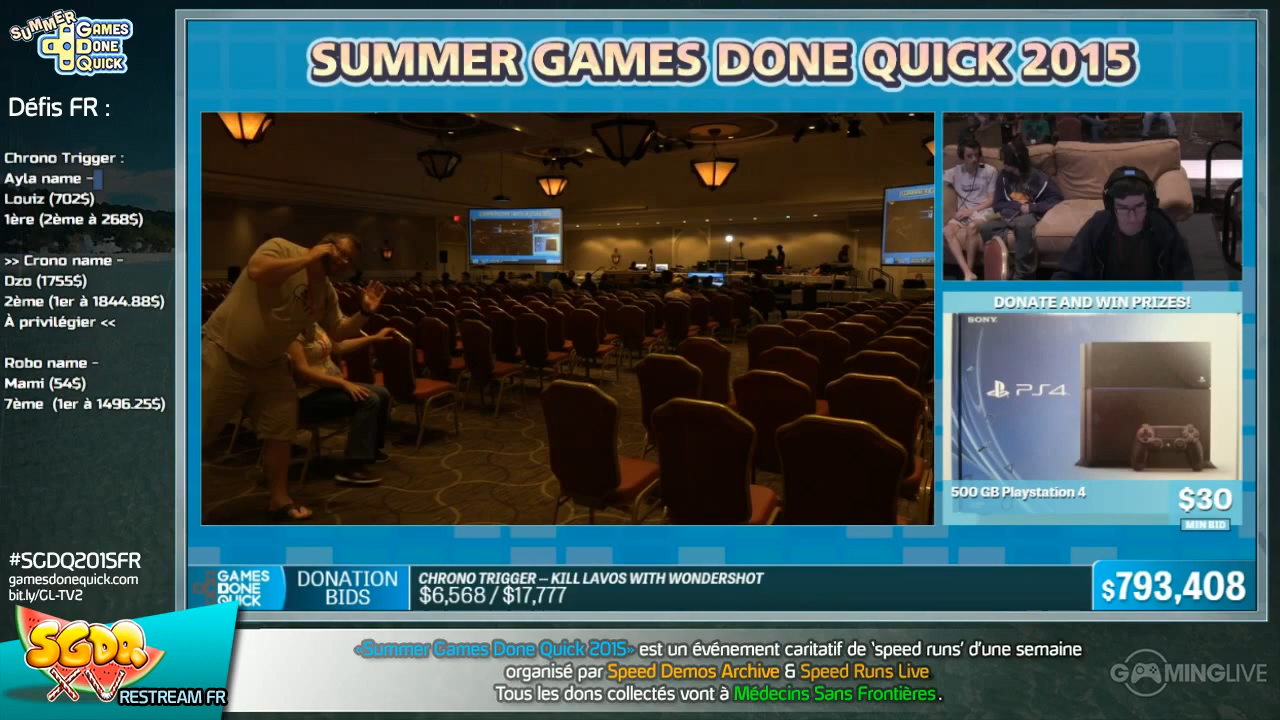 SUMMER
GAMES
DONE
QUICK
Défis FR :
Chrono Trigger :
Ayla name -
Louiz (702$)
1ère (2ème à 268$)
>> Crono name -
Dzo (1755$)
2ème (1er à 1844.88$)
À privilégier <<
Robo name -
Mami (54$)
7ème (1er à 1496.25$)
#SGDQ2015FR
gamesdonequick.com
bit.ly/GL-TV2
SGDQ
RESTREAM FR
SUMMER GAMES DONE QUICK 2015
DONATE AND WIN PRIZES!
SONY
PS4
500 GB Playstation 4
$30
MIN BID
GAMES
DONE
QUICK
DONATION
BIDS
CHRONO TRIGGER -- KILL LAVOS WITH WONDERSHOT
$6,568 / $17,777
$793,408
«Summer Games Done Quick 2015» est un événement caritatif de 'speed runs' d'une semaine
organisé par Speed Demos Archive & Speed Runs Live
Tous les dons collectés vont à Médecins Sans Frontières.
GAMINGLIVE